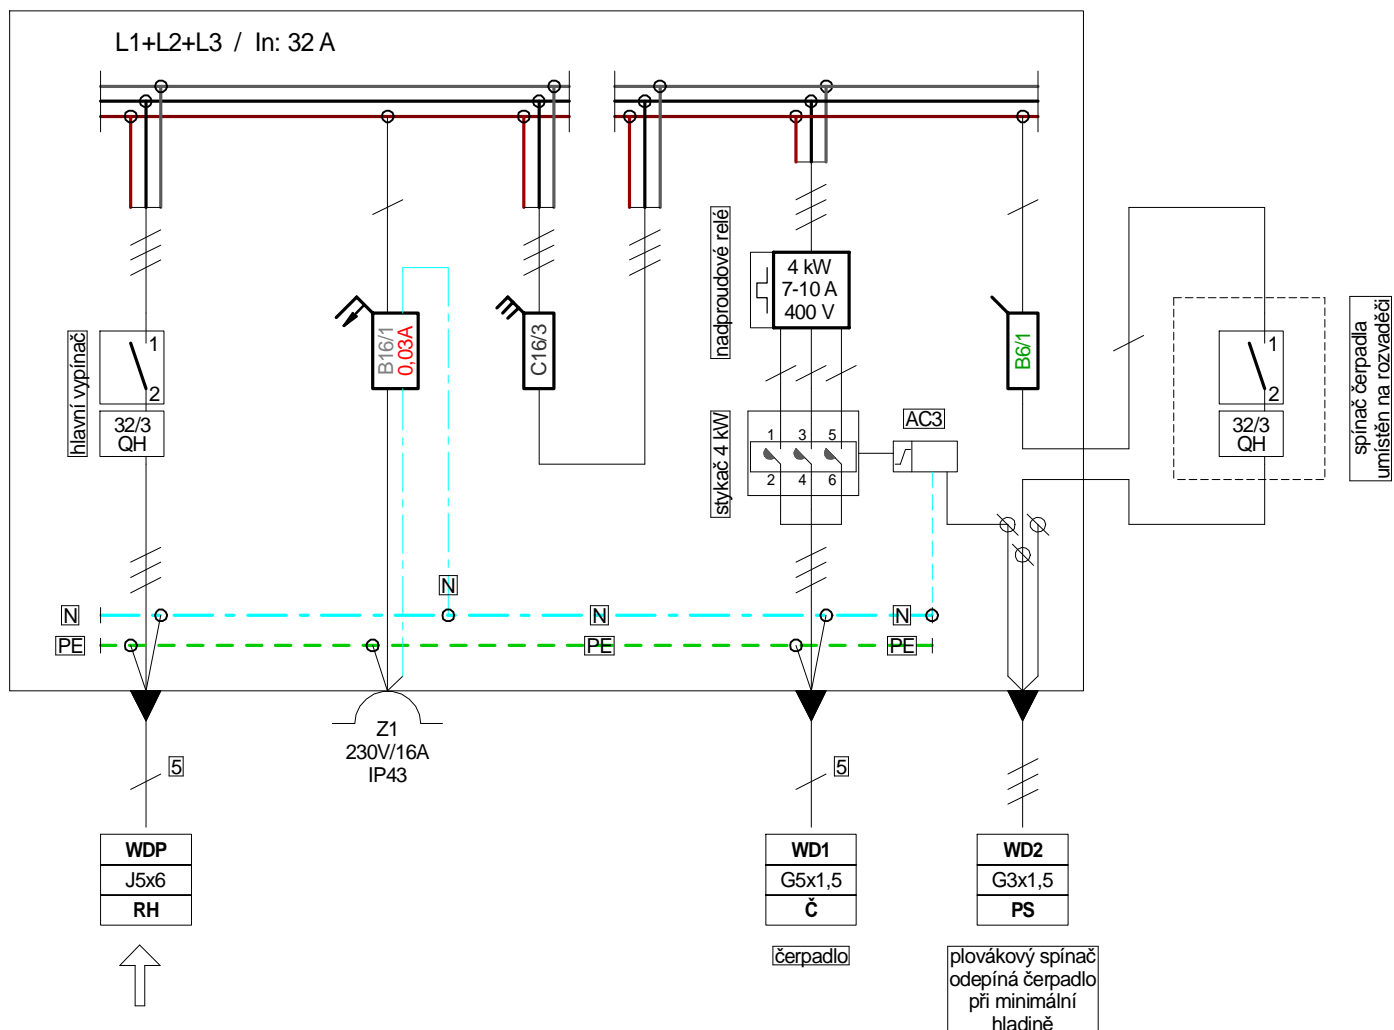 L1+L2+L3 / In: 32 A
hlavní vypínač
1
2
32/3
QH
B16/1
0,03A
C16/3
nadproudové relé
4 kW
7-10 A
400 V
stykač 4 kW
1 3 5
2 4 6
AC3
B6/1
1
2
32/3
QH
spínač čerpadla
umístěn na rozvaděči
N
N N N
PE PE PE
Z1
230V/16A
IP43
5
5
WDP
J5x6
RH
WD1
G5x1,5
Č
čerpadlo
WD2
G3x1,5
PS
plovákový spínač
odepíná čerpadlo
při minimální
hladině